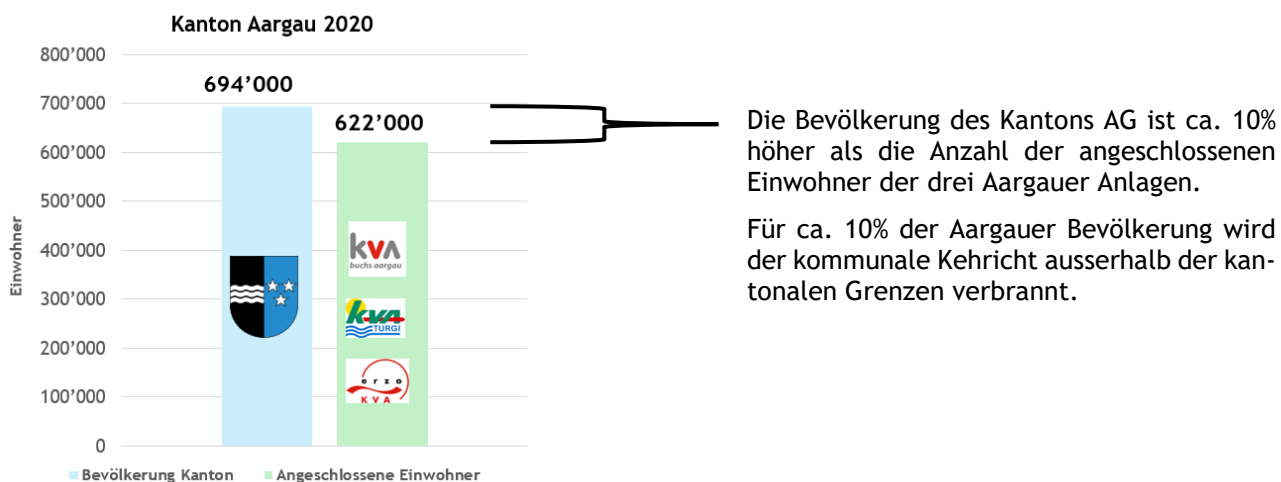 Kanton Aargau 2020
800’000
700’000
600’000
500’000
400’000
300’000
200’000
100’000
0
Einwohner
694’000
622’000
kva
buchs aargau
kva
TURGI
erzo
KVA
Bevölkerung Kanton
Angeschlossene Einwohner
Die Bevölkerung des Kantons AG ist ca. 10%
höher als die Anzahl der angeschlossenen
Einwohner der drei Aargauer Anlagen.
Für ca. 10% der Aargauer Bevölkerung wird
der kommunale Kehricht ausserhalb der kan-
tonalen Grenzen verbrannt.